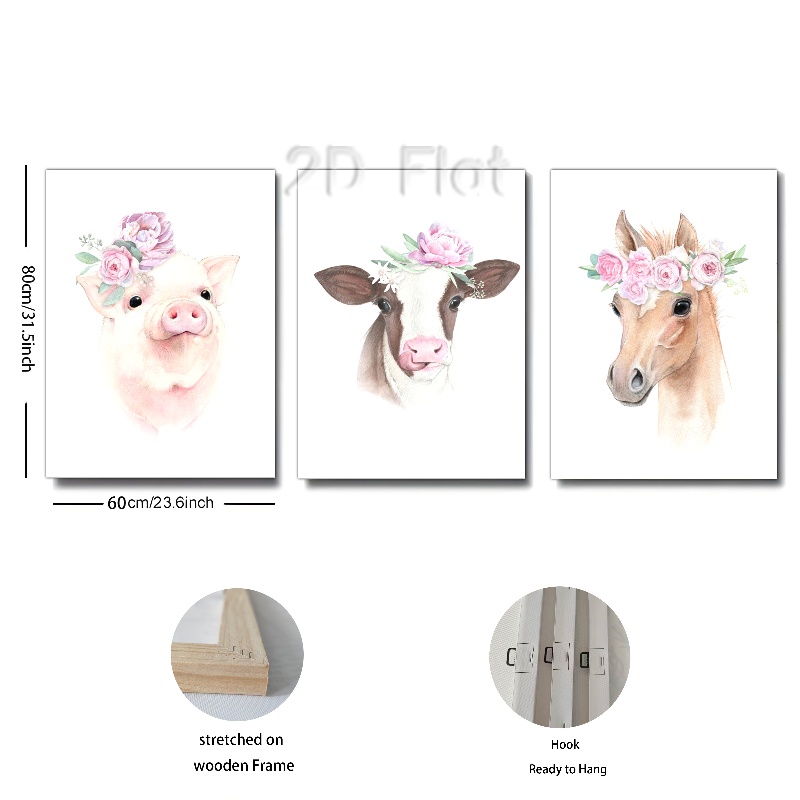 2D Flat
80cm/31.5inch
60cm/23.6inch
stretched on
wooden Frame
Hook
Ready to Hang